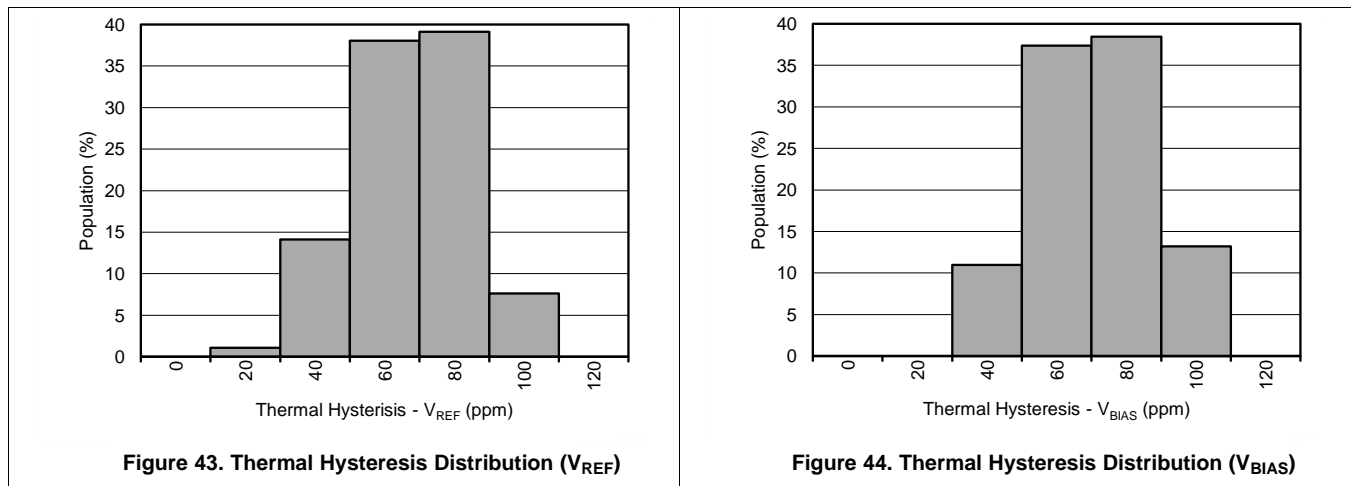 40
35
30
25
20
15
10
5
0
Population (%)
0 20 40 60 80 100 120
Thermal Hysterisis - VREF (ppm)
Figure 43. Thermal Hysteresis Distribution (VREF)
40
35
30
25
20
15
10
5
0
Population (%)
0 20 40 60 80 100 120
Thermal Hysteresis - VBIAS (ppm)
Figure 44. Thermal Hysteresis Distribution (VBIAS)